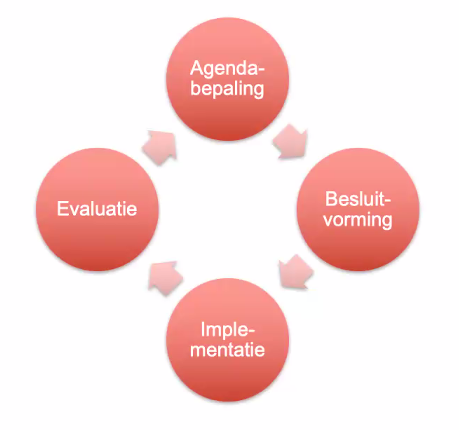 Agenda-
bepaling
Besluit-
vorming
Imple-
mentatie
Evaluatie